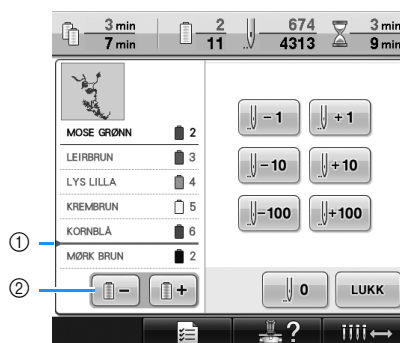 3 min 2 674 3 min
7 min 11 4313 9 min
MOSE GRØNN 2
LEIRBRUN 3
LYS LILLA 4
KREMBRUN 5
KORNBLÅ 6
MØRK BRUN 2
− 1 + 1
−10 +10
−100 +100
− + 0 LUKK
?
①
②